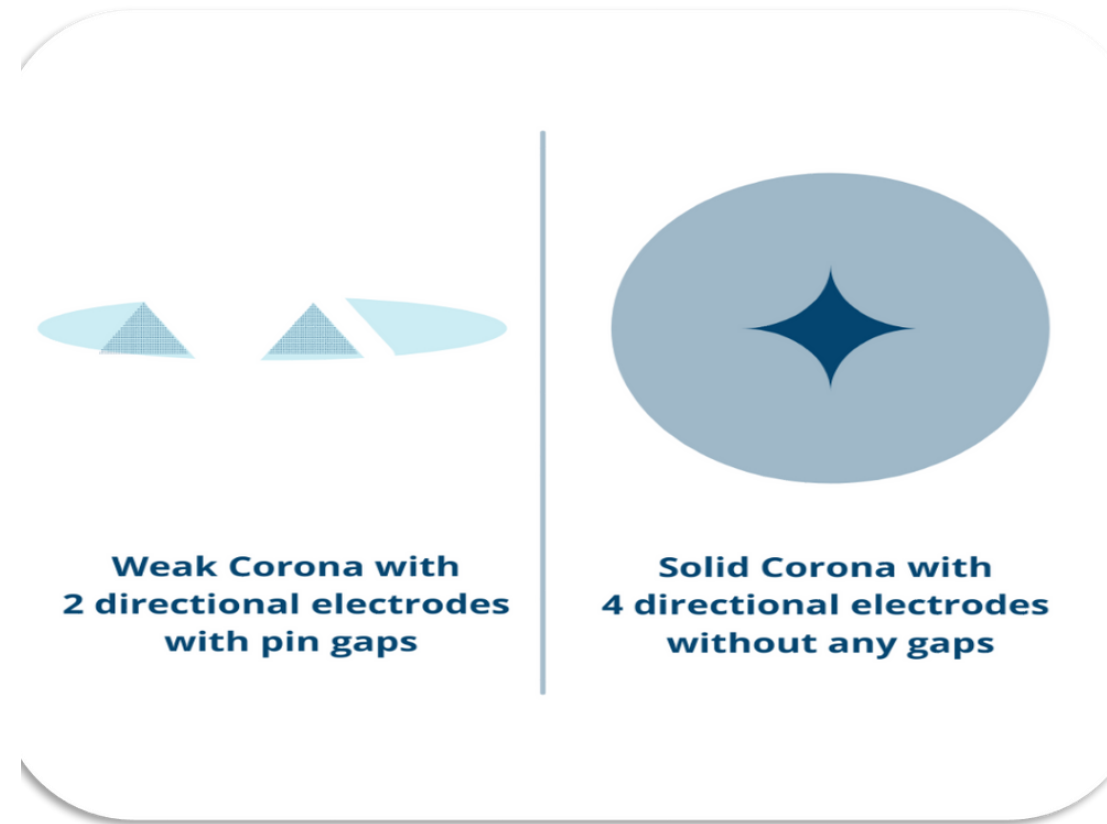 Weak Corona with
2 directional electrodes
with pin gaps
Solid Corona with
4 directional electrodes
without any gaps